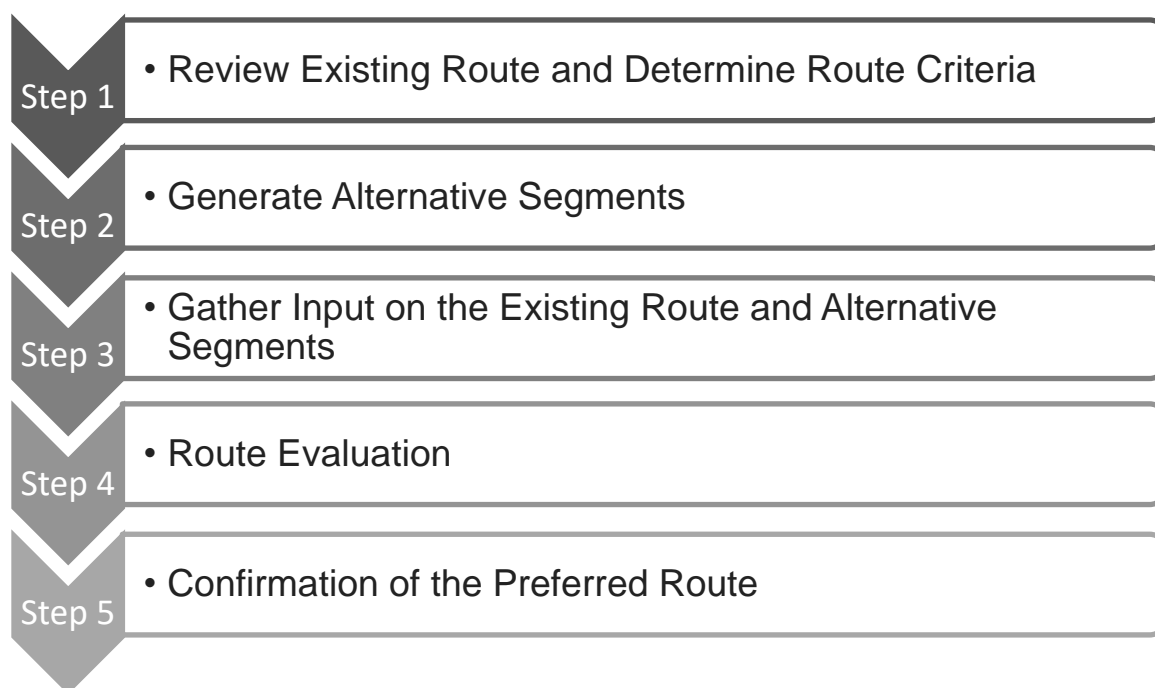 Step 1
• Review Existing Route and Determine Route Criteria
Step 2
• Generate Alternative Segments
Step 3
• Gather Input on the Existing Route and Alternative
Segments
Step 4
• Route Evaluation
Step 5
• Confirmation of the Preferred Route